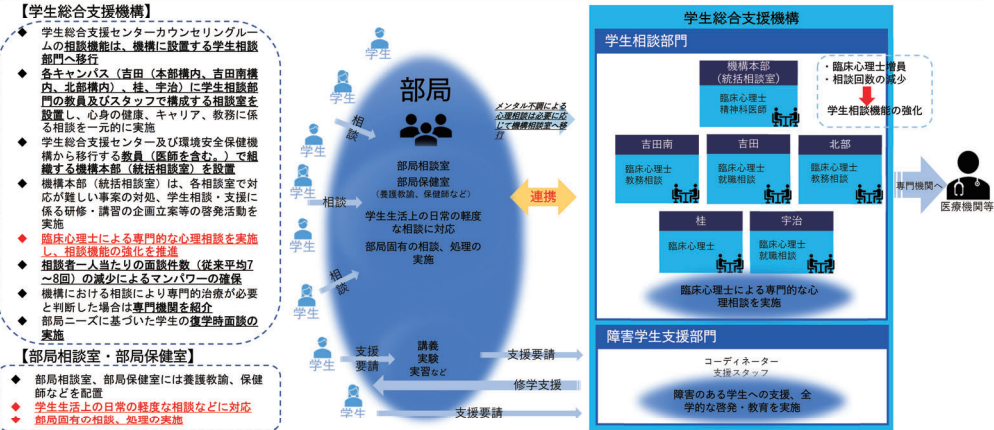 【学生総合支援機構】
◆ 学生総合支援センターカウンセリングルー
ムの相談機能は、機構に設置する学生相談
部門へ移行
◆ 各キャンパス（吉田（本部構内、吉田南構
内、北部構内）、桂、宇治）に学生相談部
門の教員及びスタッフで構成する相談室を
設置し、心身の健康、キャリア、教務に係
る相談を一元的に実施
◆ 学生総合支援センター及び環境安全保健機
構から移行する教員（医師を含む。）で組
織する機構本部（統括相談室）を設置
◆ 機構本部（統括相談室）は、各相談室で対
応が難しい事案の対処、学生相談・支援に
係る研修・講習の企画立案等の啓発活動を
実施
◆ 臨床心理士による専門的な心理相談を実施
し、相談機能の強化を推進
◆ 相談者一人当たりの面談件数（従来平均7
～8回）の減少によるマンパワーの確保
◆ 機構における相談により専門的治療が必要
と判断した場合は専門機関を紹介
◆ 部局ニーズに基づいた学生の復学時面談の
実施
【部局相談室・部局保健室】
◆ 部局相談室、部局保健室には養護教諭、保健
師などを配置
◆ 学生生活上の日常の軽度な相談などに対応
◆ 部局固有の相談、処理の実施
学生
学生
学生
学生
学生
学生
学生
学生
相談
相談
相談
部局
部局相談室
部局保健室
（養護教諭、保健師など）
学生生活上の日常の軽度
な相談に対応
部局固有の相談、処理の
実施
講義
実験
実習など
支援
要請
支援要請
修学支援
支援要請
メンタル不調による
心理相談は必要に応
じて機構相談室へ移
行
連携
学生総合支援機構
学生相談部門
機構本部
（統括相談室）
臨床心理士
精神科医師
・臨床心理士増員
・相談回数の減少
学生相談機能の強化
吉田南
臨床心理士
教務相談
吉田
臨床心理士
就職相談
北部
臨床心理士
教務相談
桂
臨床心理士
宇治
臨床心理士
就職相談
臨床心理士による専門的な心
理相談を実施
専門機関へ
医療機関等
障害学生支援部門
コーディネーター
支援スタッフ
障害のある学生への支援、全
学的な啓発・教育を実施